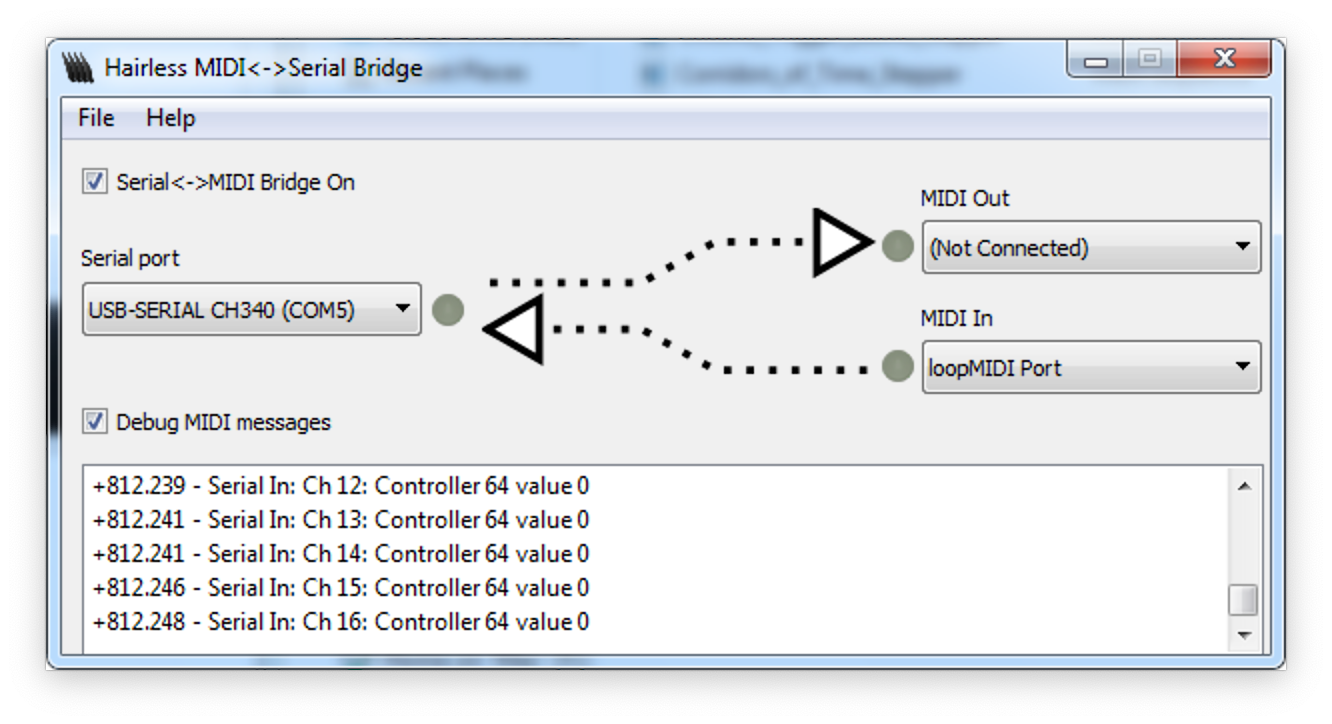 Hairless MIDI<->Serial Bridge
File Help
Serial<->MIDI Bridge On
MIDI Out
(Not Connected)
Serial port
USB-SERIAL CH340 (COM5)
MIDI In
loopMIDI Port
Debug MIDI messages
+812.239 - Serial In: Ch 12: Controller 64 value 0
+812.241 - Serial In: Ch 13: Controller 64 value 0
+812.241 - Serial In: Ch 14: Controller 64 value 0
+812.246 - Serial In: Ch 15: Controller 64 value 0
+812.248 - Serial In: Ch 16: Controller 64 value 0